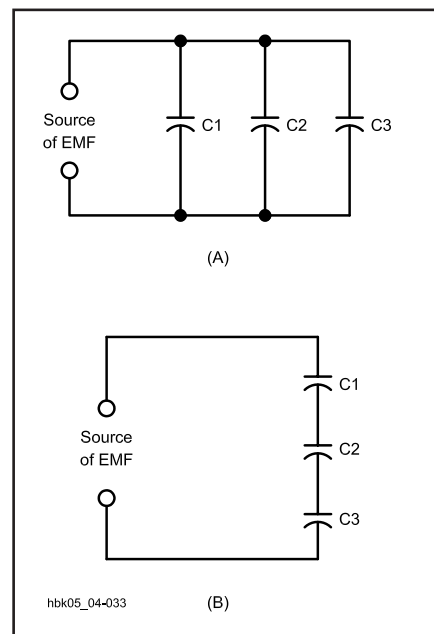 Source
of EMF
C1
C2
C3
(A)
C1
Source
of EMF
C2
C3
hbk05_04-033
(B)